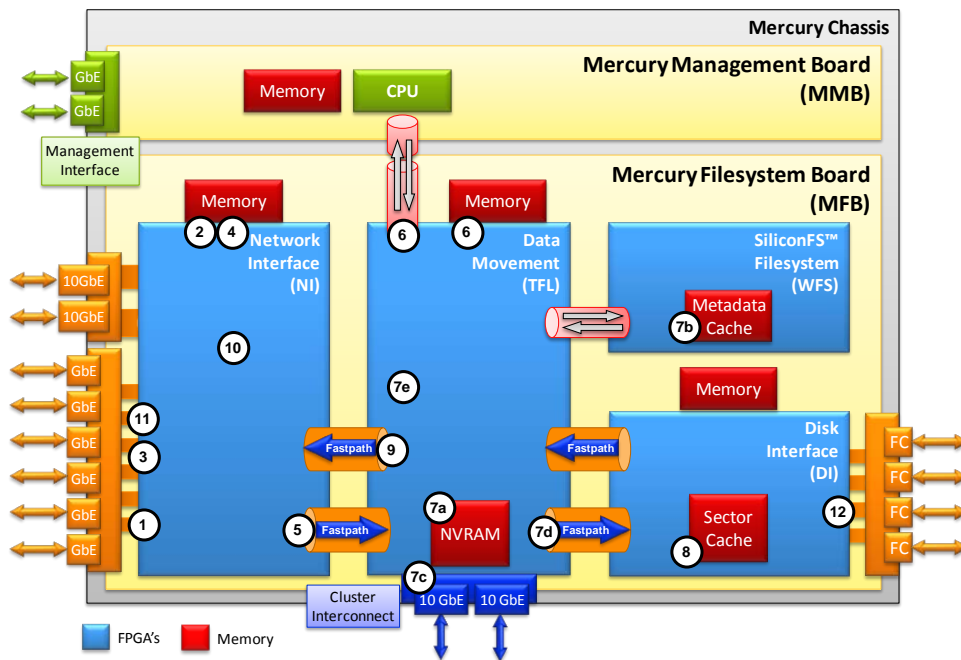 Mercury Chassis
Mercury Management Board
(MMB)
GbE
GbE
Memory
CPU
Management
Interface
Mercury Filesystem Board
(MFB)
Memory
Memory
2
4
6
6
Network
Interface
(NI)
Data
Movement
(TFL)
SiliconFS™
Filesystem
(WFS)
10GbE
10GbE
Metadata
Cache
7b
10
7e
Memory
GbE
GbE
GbE
GbE
GbE
GbE
11
3
1
Fastpath
9
Fastpath
Disk
Interface
(DI)
FC
FC
FC
FC
12
5
Fastpath
7a
NVRAM
7d
Fastpath
Sector
Cache
8
7c
Cluster
Interconnect
10 GbE
10 GbE
FPGA's
Memory